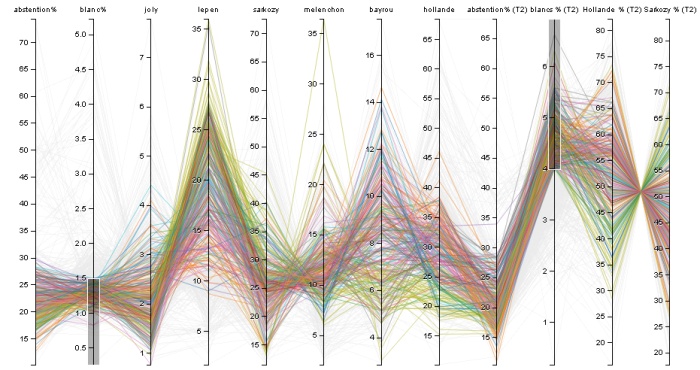 abstention% blanc% joly lepen sarkozy melenchon bayrou hollande abstention% (T2) blancs % (T2) Hollande % (T2) Sarkozy % (T2)
70 65 60 55 50 45 40 35 30 25 20 15
5.0 4.5 4.0 3.5 3.0 2.5 2.0 1.5 1.0 0.5
7 6 5 4 3 2 1
35 30 25 20 15 10 5
70 65 60 55 50 45 40 35 30 25 20 15
35 25 20 15 10 5
16 14 12 10 8 6 4
65 60 55 50 45 40 35 30 25 20 15
65 60 55 50 45 40 35 30 25 20 15
6 5 4 3 2 1
80 75 70 65 60 55 50 45 40 35 30 25 20
80 75 70 65 60 55 50 45 40 35 30 25 20